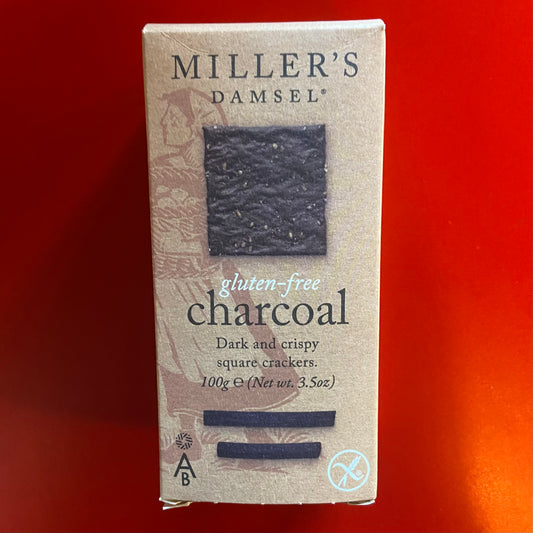 MILLER'S
DAMSEL®
gluten-free
charcoal
Dark and crispy
square crackers.
100g ℮ (Net wt. 3.5oz)
A
B